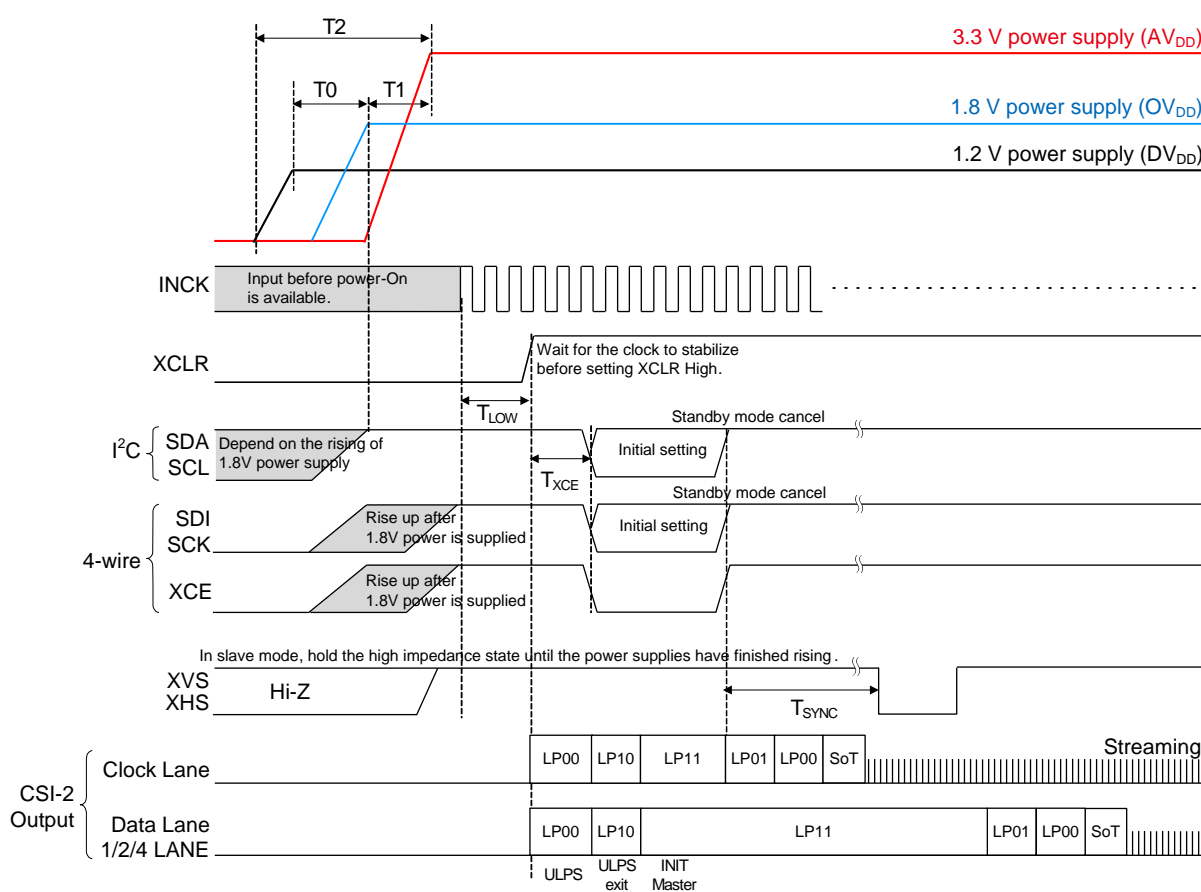 T2
3.3 V power supply (AVDD)
T0
T1
1.8 V power supply (OVDD)
1.2 V power supply (DVDD)
INCK
Input before power-On
is available.
XCLR
Wait for the clock to stabilize
before setting XCLR High.
TLOW
Standby mode cancel
I²C
SDA
SCL
Depend on the rising of
1.8V power supply
Initial setting
TXCE
Standby mode cancel
4-wire
SDI
SCK
Rise up after
1.8V power is supplied
Initial setting
XCE
Rise up after
1.8V power is supplied
In slave mode, hold the high impedance state until the power supplies have finished rising.
XVS
XHS
Hi-Z
TSYNC
Streaming
CSI-2
Output
Clock Lane
LP00 LP10 LP11 LP01 LP00 SoT
Data Lane
1/2/4 LANE
LP00 LP10 LP11 LP01 LP00 SoT
ULPS
ULPS
exit
INIT
Master